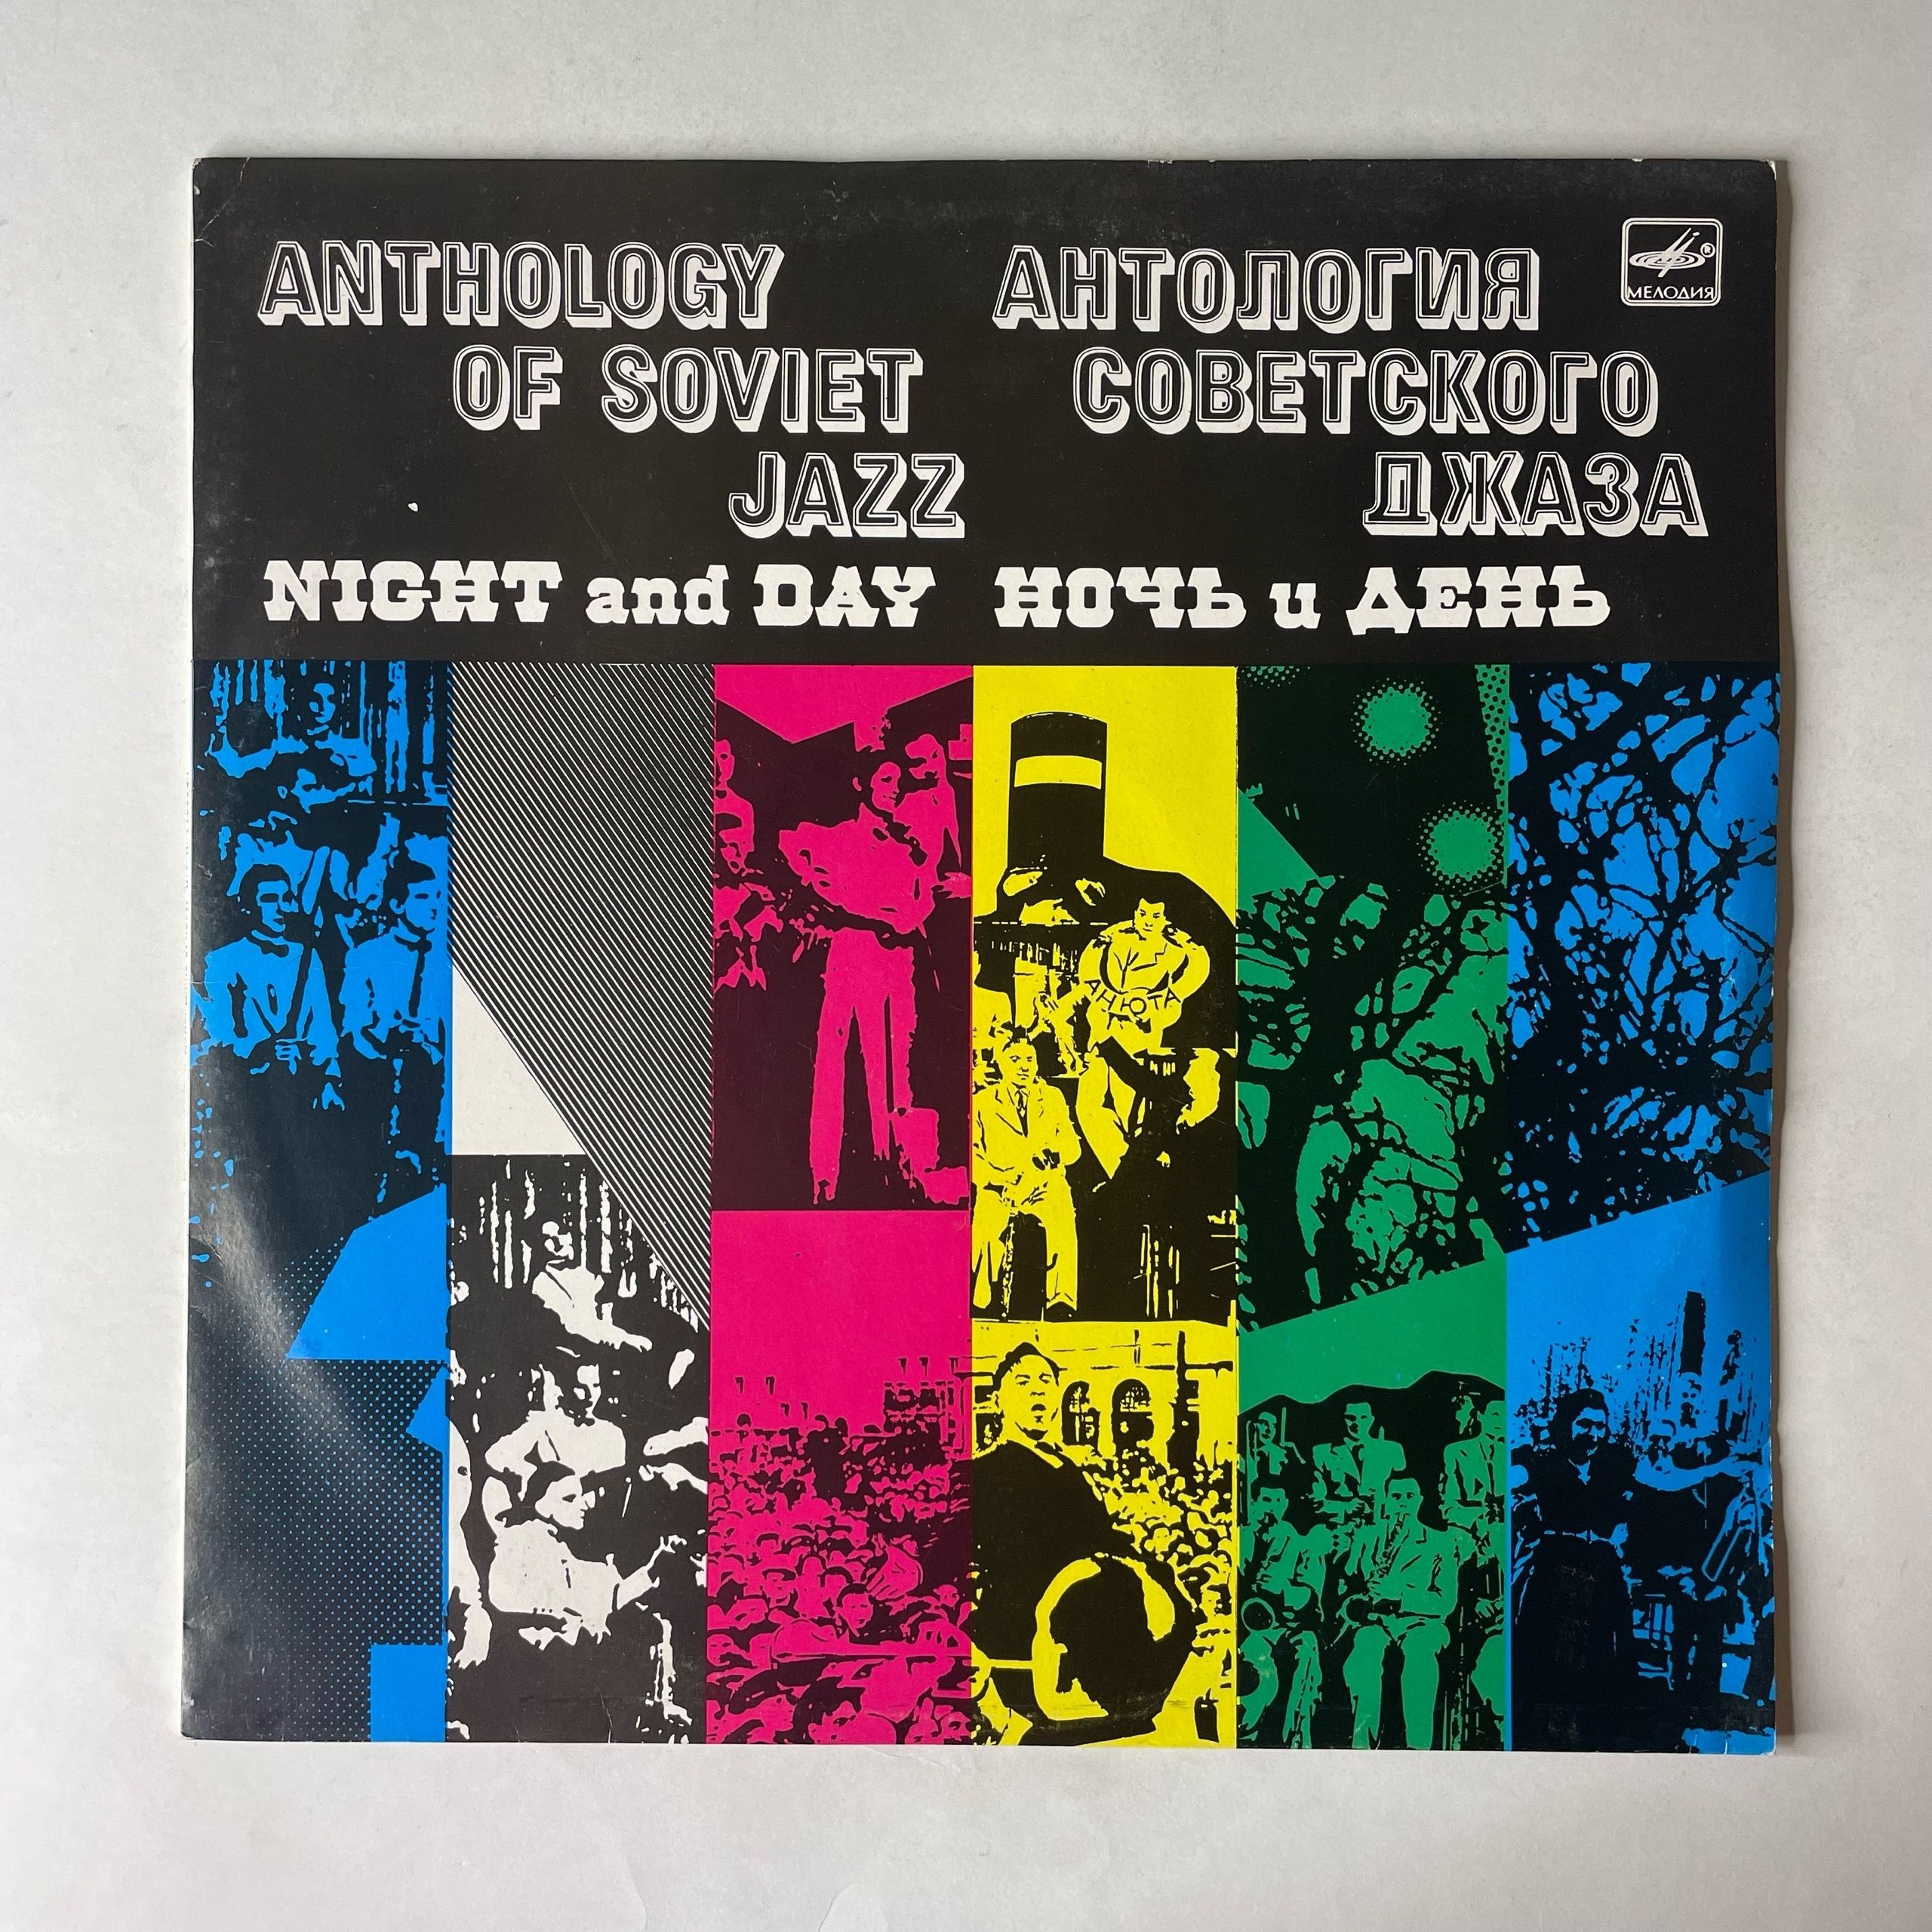 ANTHOLOGY
OF SOVIET
JAZZ
NIGHT and DAY
АНТОЛОГИЯ
СОВЕТСКОГО
ДЖАЗА
НОЧЬ и ДЕНЬ
МЕЛОДИЯ
АНЮТА